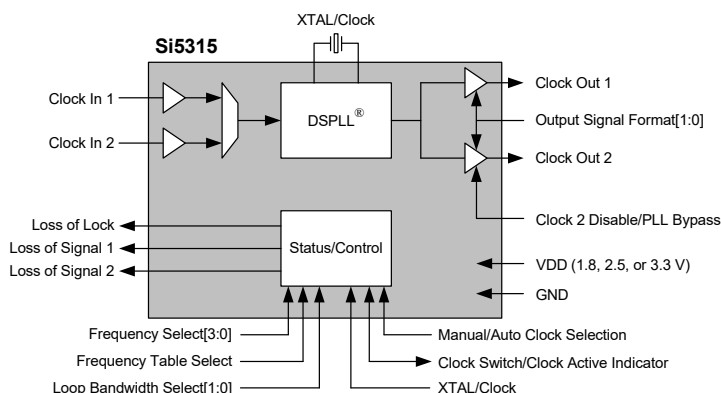 XTAL/Clock
Si5315
Clock In 1
Clock In 2
DSPLL®
Clock Out 1
Output Signal Format[1:0]
Clock Out 2
Clock 2 Disable/PLL Bypass
Loss of Lock
Loss of Signal 1
Loss of Signal 2
Status/Control
VDD (1.8, 2.5, or 3.3 V)
GND
Frequency Select[3:0]
Manual/Auto Clock Selection
Frequency Table Select
Clock Switch/Clock Active Indicator
Loop Bandwidth Select[1:0]
XTAL/Clock